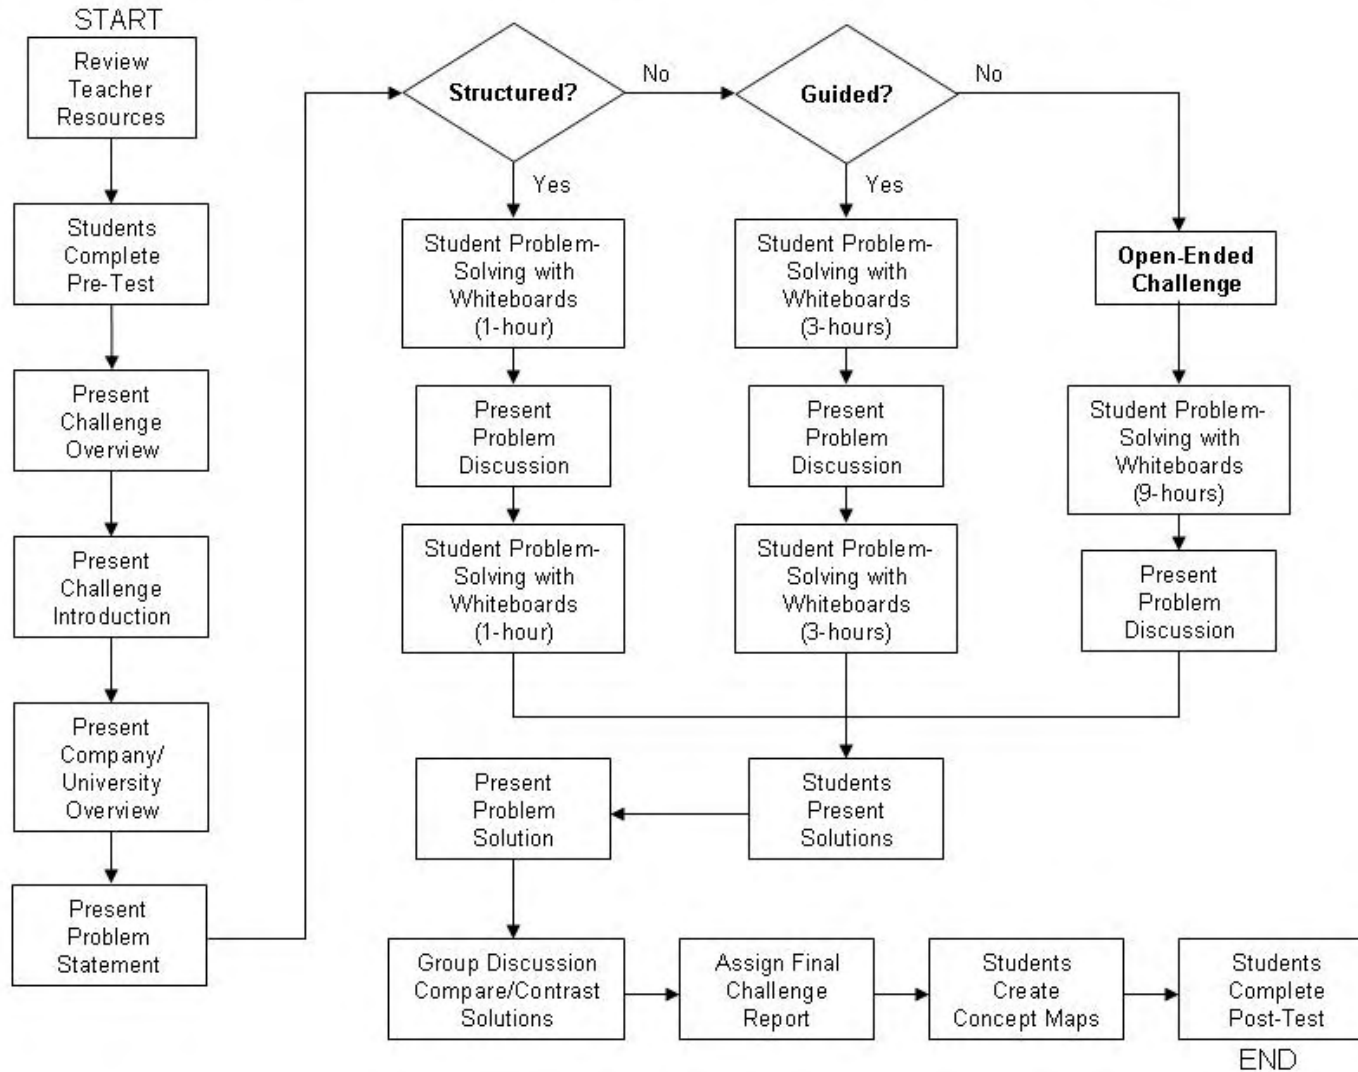 START
Review
Teacher
Resources
Students
Complete
Pre-Test
Present
Challenge
Overview
Present
Challenge
Introduction
Present
Company/
University
Overview
Present
Problem
Statement
Structured?
No
Yes
Guided?
No
Yes
Student Problem-
Solving with
Whiteboards
(1-hour)
Present
Problem
Discussion
Student Problem-
Solving with
Whiteboards
(1-hour)
Student Problem-
Solving with
Whiteboards
(3-hours)
Present
Problem
Discussion
Student Problem-
Solving with
Whiteboards
(3-hours)
Open-Ended
Challenge
Student Problem-
Solving with
Whiteboards
(9-hours)
Present
Problem
Discussion
Students
Present
Solutions
Present
Problem
Solution
Group Discussion
Compare/Contrast
Solutions
Assign Final
Challenge
Report
Students
Create
Concept Maps
Students
Complete
Post-Test
END